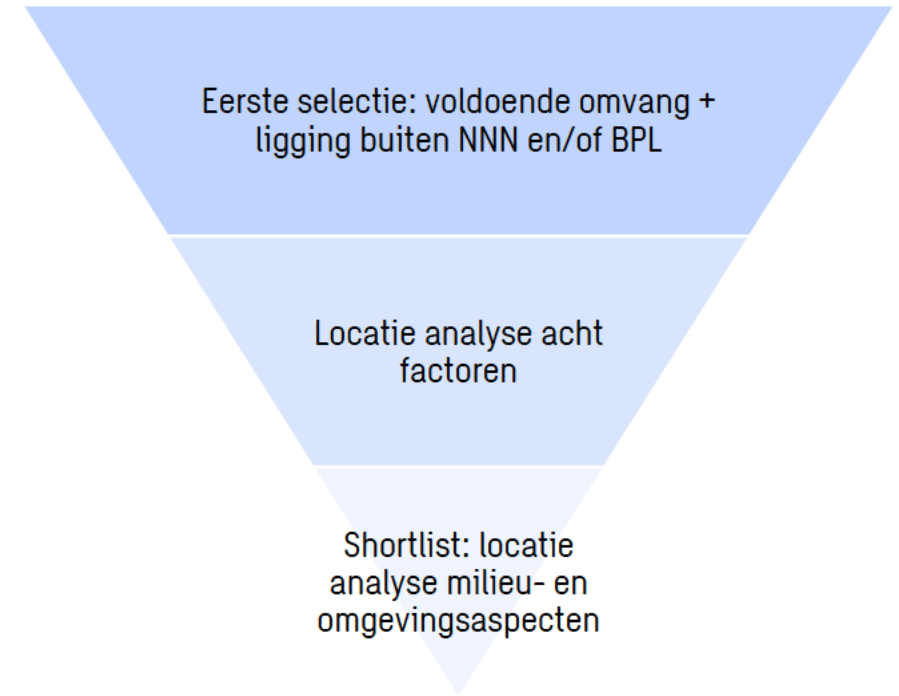 Eerste selectie: voldoende omvang +
ligging buiten NNN en/of BPL
Locatie analyse acht
factoren
Shortlist: locatie
analyse milieu- en
omgevingsaspecten